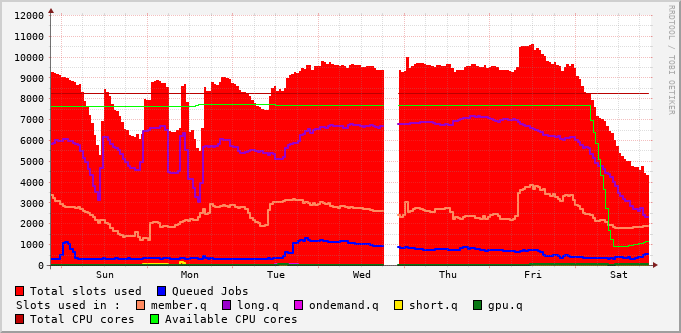 12000
11000
10000
9000
8000
7000
6000
5000
4000
3000
2000
1000
0
Sun Mon Tue Wed Thu Fri Sat
RRDTOOL / TOBI OETIKER
Total slots used Queued Jobs
Slots used in : member.q long.q ondemand.q short.q gpu.q
Total CPU cores Available CPU cores